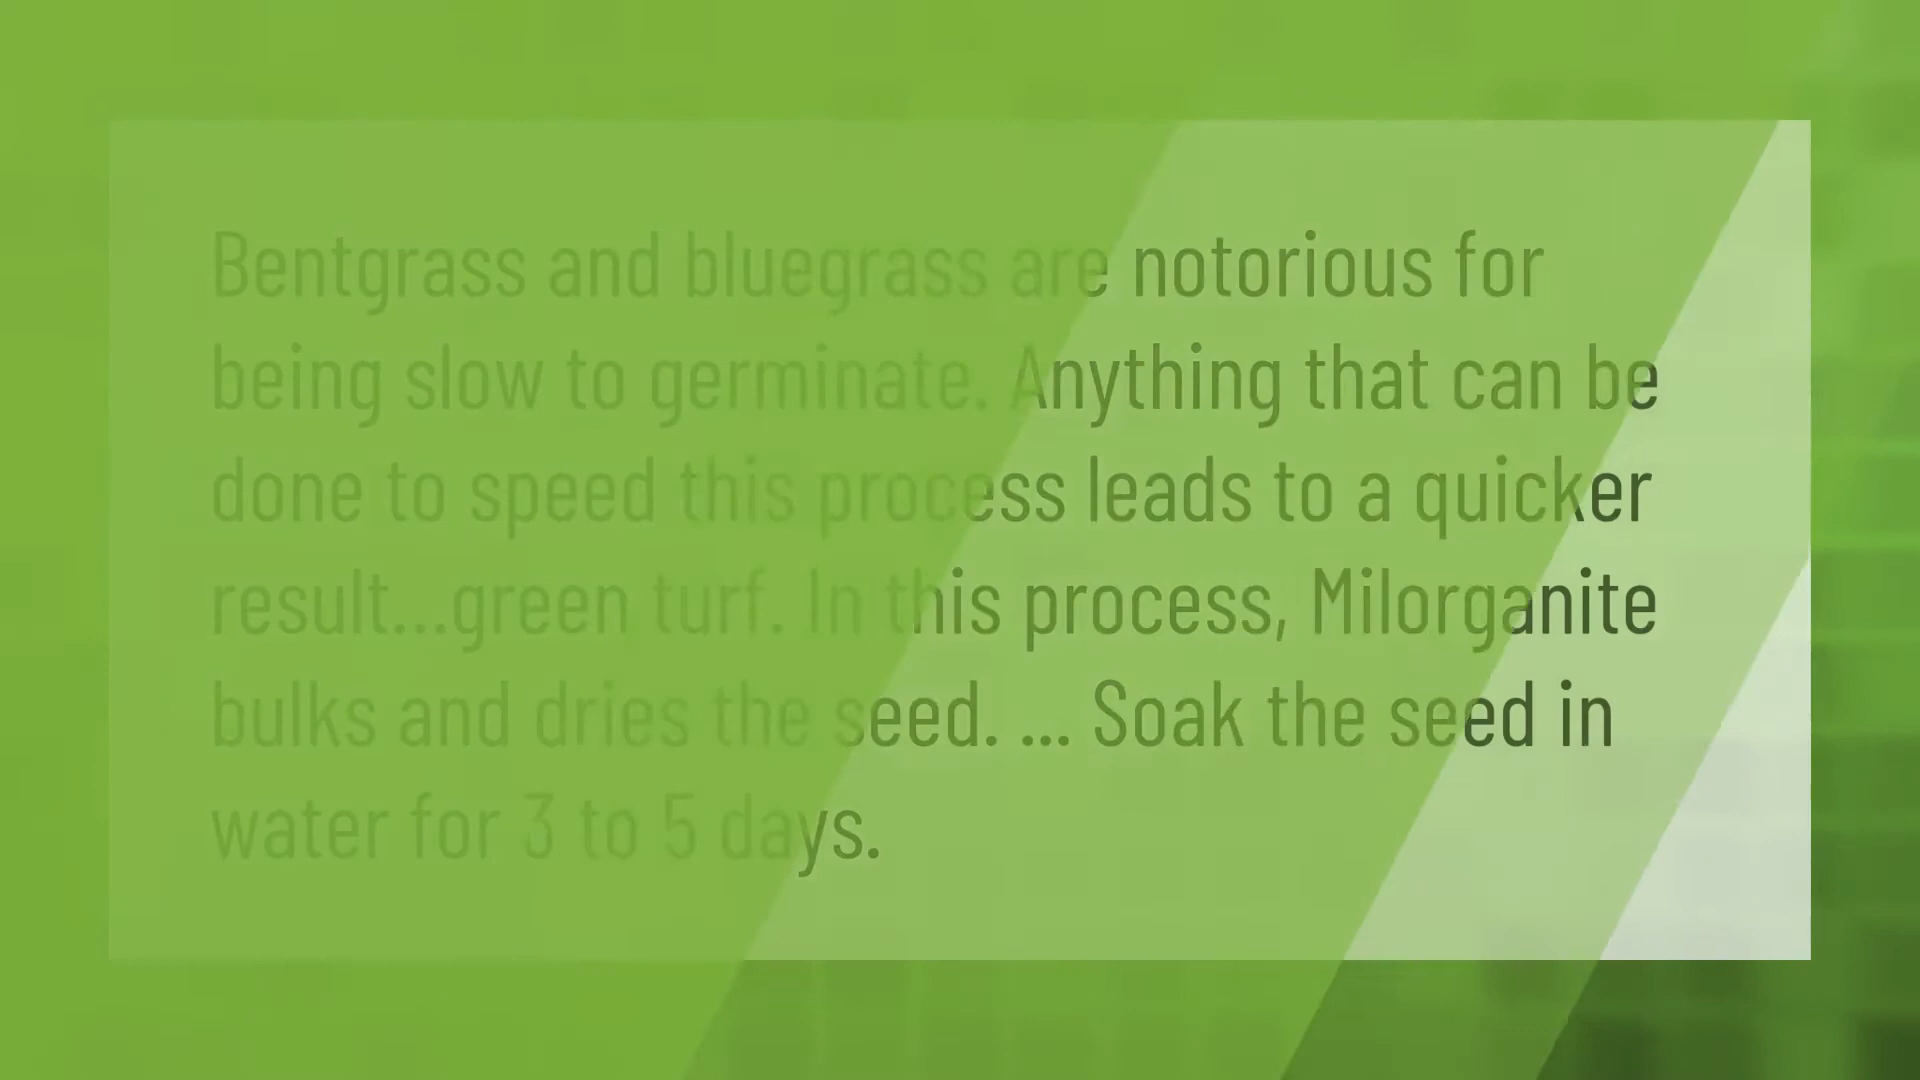 Bentgrass and bluegrass are notorious for
being slow to germinate. Anything that can be
done to speed this process leads to a quicker
result...green turf. In this process, Milorganite
bulks and dries the seed. ... Soak the seed in
water for 3 to 5 days.